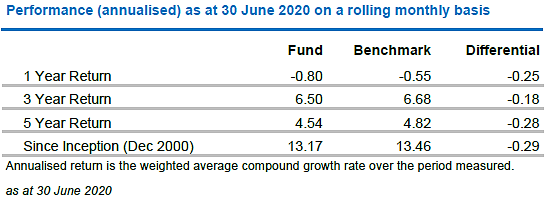 Performance (annualised) as at 30 June 2020 on a rolling monthly basis
Fund Benchmark Differential
1 Year Return -0.80 -0.55 -0.25
3 Year Return 6.50 6.68 -0.18
5 Year Return 4.54 4.82 -0.28
Since Inception (Dec 2000) 13.17 13.46 -0.29
Annualised return is the weighted average compound growth rate over the period measured.
as at 30 June 2020